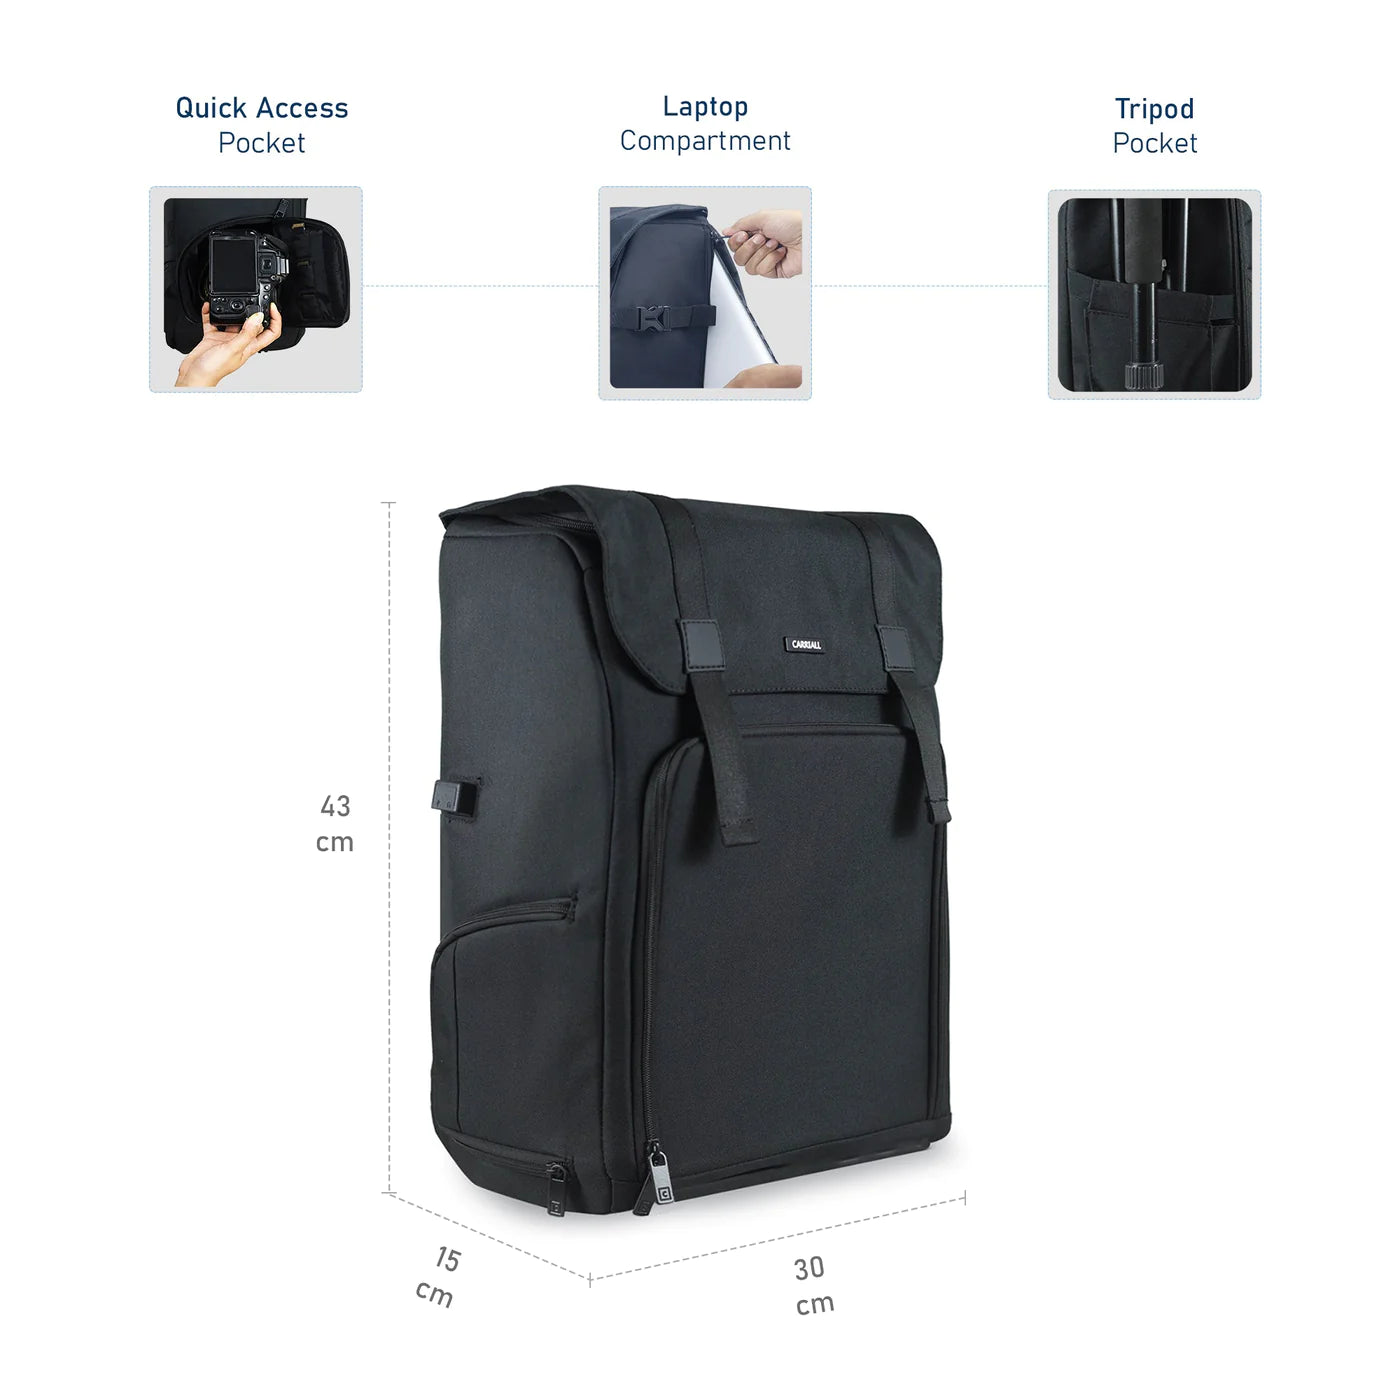 Quick Access
Pocket
Laptop
Compartment
Tripod
Pocket
CARRIALL
43
cm
15
cm
30
cm